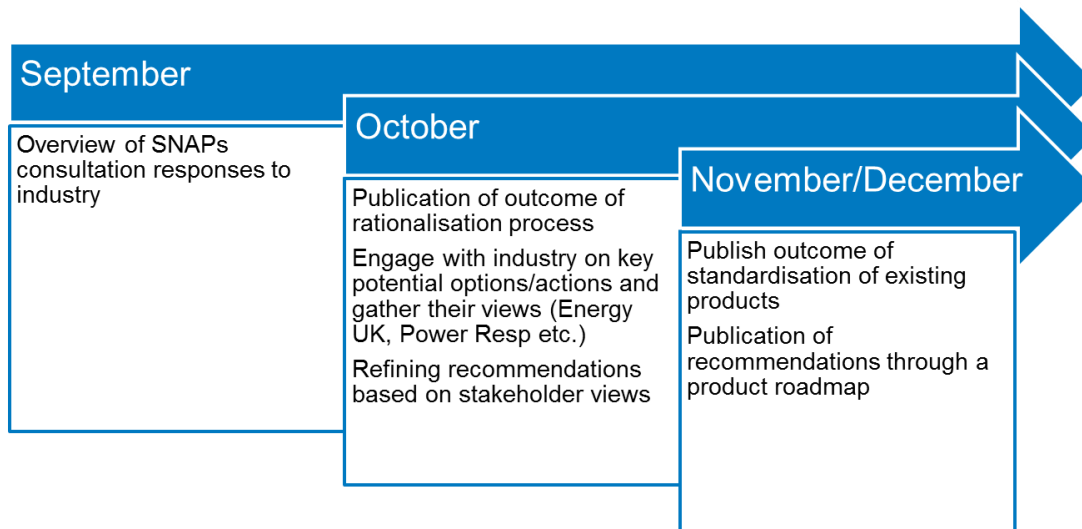 September
Overview of SNAPs
consultation responses to
industry
October
Publication of outcome of
rationalisation process
Engage with industry on key
potential options/actions and
gather their views (Energy
UK, Power Resp etc.)
Refining recommendations
based on stakeholder views
November/December
Publish outcome of
standardisation of existing
products
Publication of
recommendations through a
product roadmap